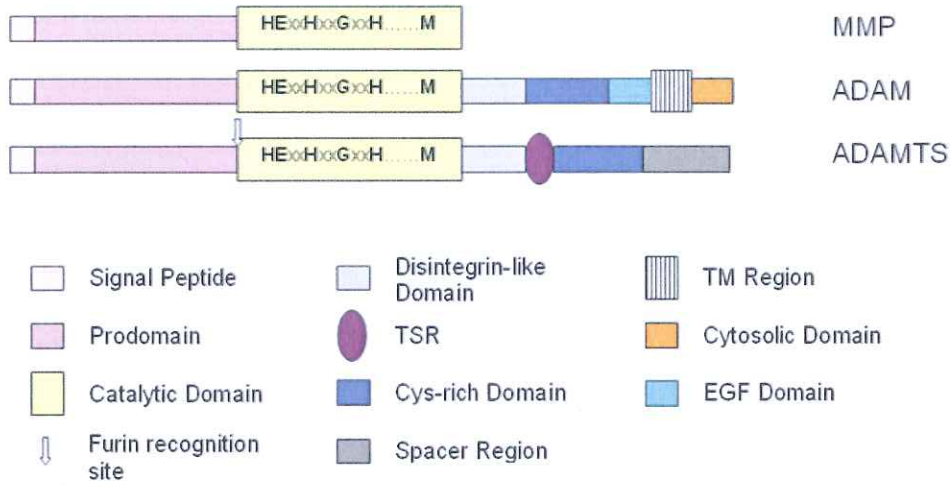 HExxHxxGxxH......M MMP
HExxHxxGxxH......M ADAM
HExxHxxGxxH......M ADAMTS
Signal Peptide
Disintegrin-like
Domain
TM Region
Prodomain
TSR
Cytosolic Domain
Catalytic Domain
Cys-rich Domain
EGF Domain
Furin recognition
site
Spacer Region